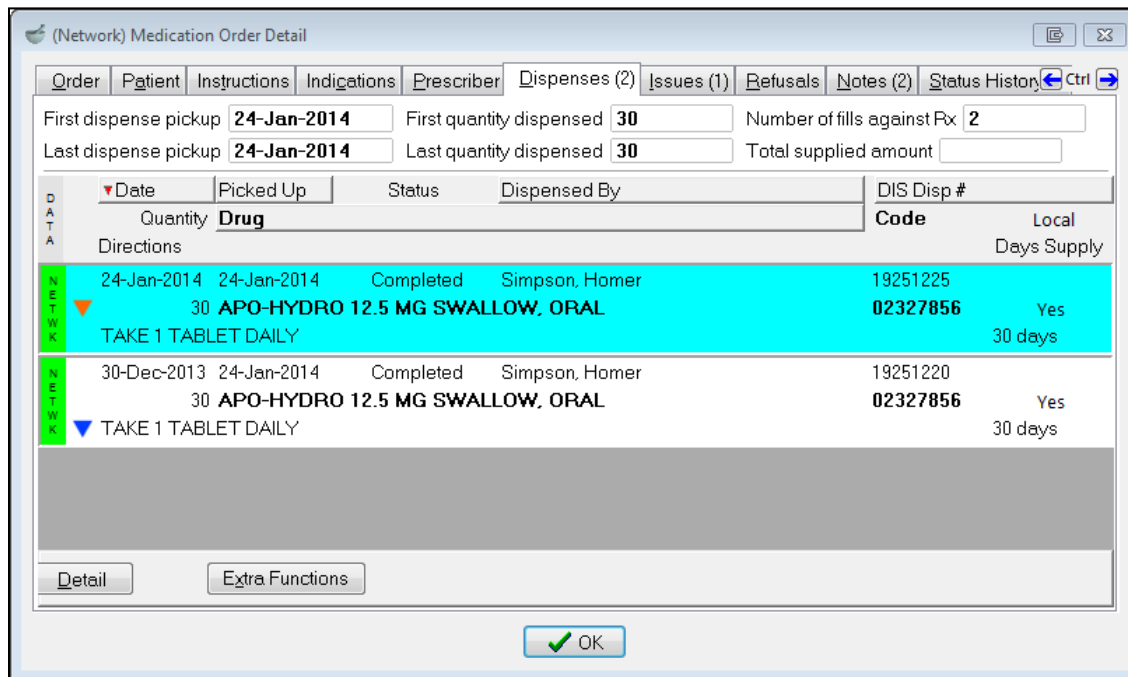 (Network) Medication Order Detail
Order Patient Instructions Indications Prescriber Dispenses (2) Issues (1) Refusals Notes (2) Status History Ctrl
First dispense pickup 24-Jan-2014 First quantity dispensed 30 Number of fills against Rx 2
Last dispense pickup 24-Jan-2014 Last quantity dispensed 30 Total supplied amount
DATA
Date Picked Up Status Dispensed By DIS Disp #
Quantity Drug Code Local
Directions Days Supply
NETWK
24-Jan-2014 24-Jan-2014 Completed Simpson, Homer 19251225
30 APO-HYDRO 12.5 MG SWALLOW, ORAL 02327856 Yes
TAKE 1 TABLET DAILY 30 days
NETWK
30-Dec-2013 24-Jan-2014 Completed Simpson, Homer 19251220
30 APO-HYDRO 12.5 MG SWALLOW, ORAL 02327856 Yes
TAKE 1 TABLET DAILY 30 days
Detail Extra Functions
OK